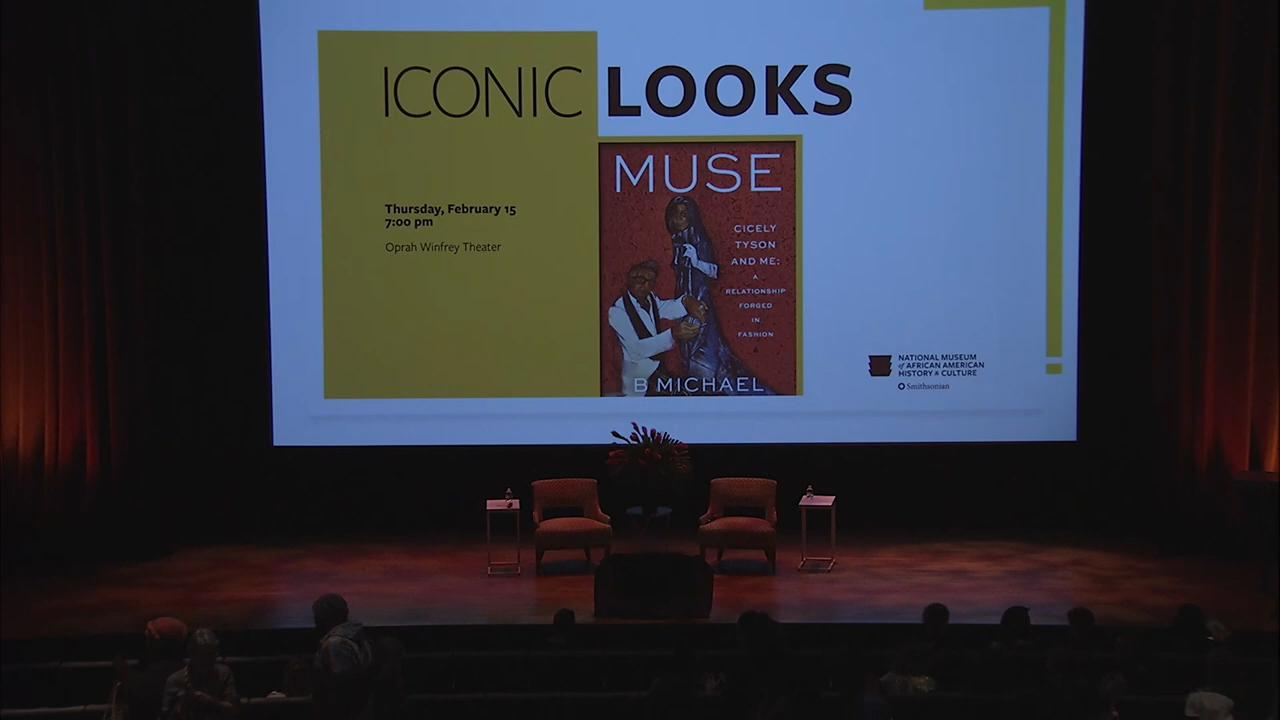 ICONIC LOOKS
Thursday, February 15
7:00 pm
Oprah Winfrey Theater
MUSE
CICELY
TYSON
AND ME:
A
RELATIONSHIP
FORGED
IN
FASHION
B MICHAEL
NATIONAL MUSEUM
of AFRICAN AMERICAN
HISTORY & CULTURE
Smithsonian